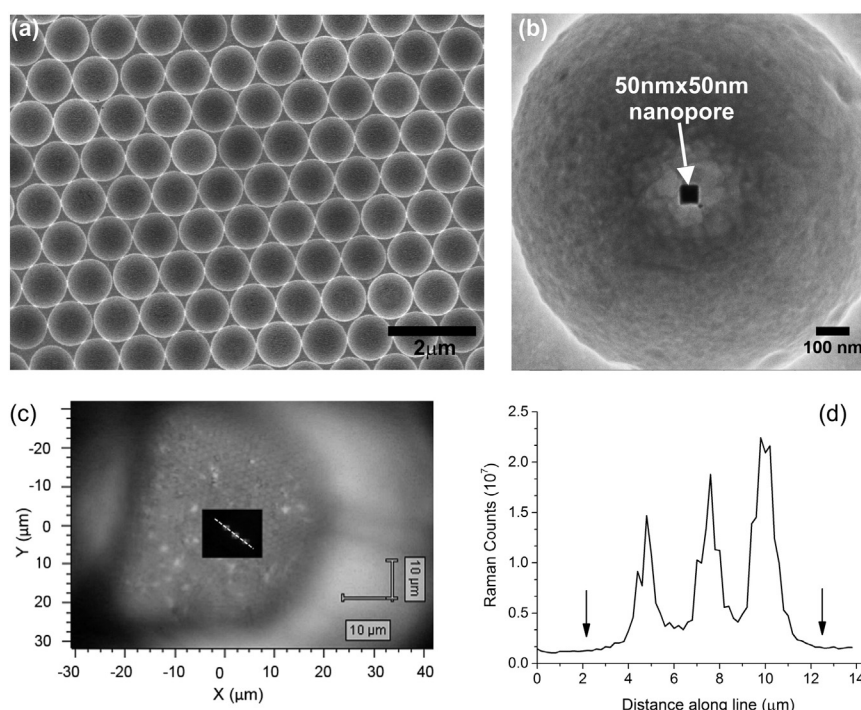 (a)
2μm
(b)
50nmx50nm
nanopore
100 nm
(c)
-20
-10
0
10
20
30
Y (μm)
-30
-20
-10
0
10
20
30
40
X (μm)
10 μm
10 μm
(d)
2.5
2.0
1.5
1.0
0.5
0.0
Raman Counts (10⁷)
0
2
4
6
8
10
12
14
Distance along line (μm)